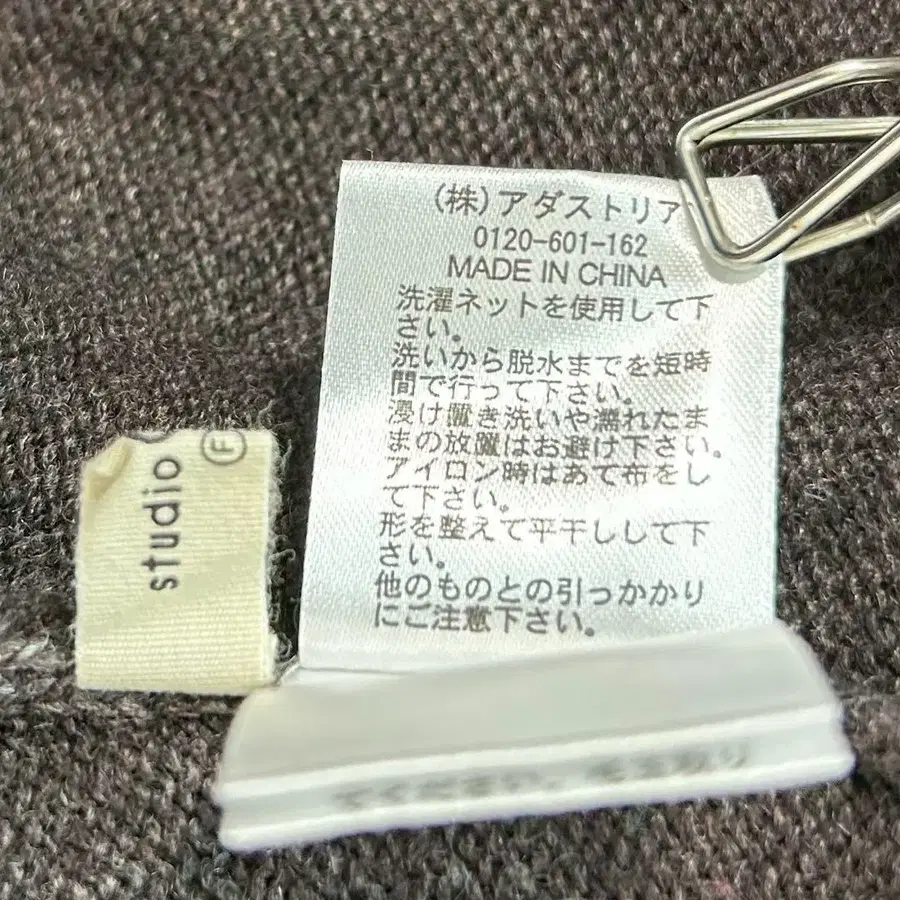 (株)アダストリア
0120-601-162
MADE IN CHINA
洗濯ネットを使用して下
さい。
洗いから脱水までを短時
間で行って下さい。
浸け置き洗いや濡れたま
まの放置はお避け下さい。
アイロン時はあて布をし
て下さい。
形を整えて平干しして下
さい。
他のものとの引っかかり
にご注意下さい。
studio
F